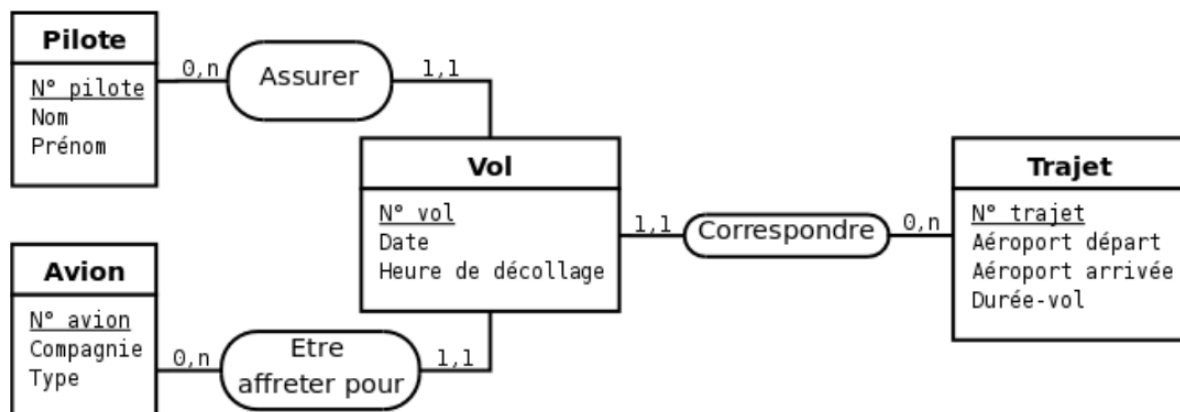 Pilote
N° pilote
Nom
Prénom
0,n
Assurer
1,1
Vol
N° vol
Date
Heure de décollage
1,1
Correspondre
0,n
Trajet
N° trajet
Aéroport départ
Aéroport arrivée
Durée-vol
Avion
N° avion
Compagnie
Type
0,n
Etre
affreter pour
1,1